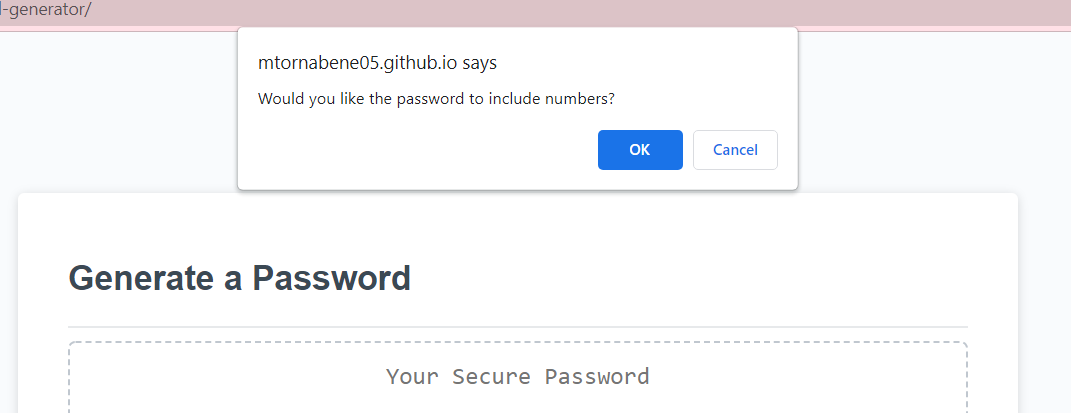 -generator/
mtornabene05.github.io says
Would you like the password to include numbers?
OK
Cancel
Generate a Password
Your Secure Password